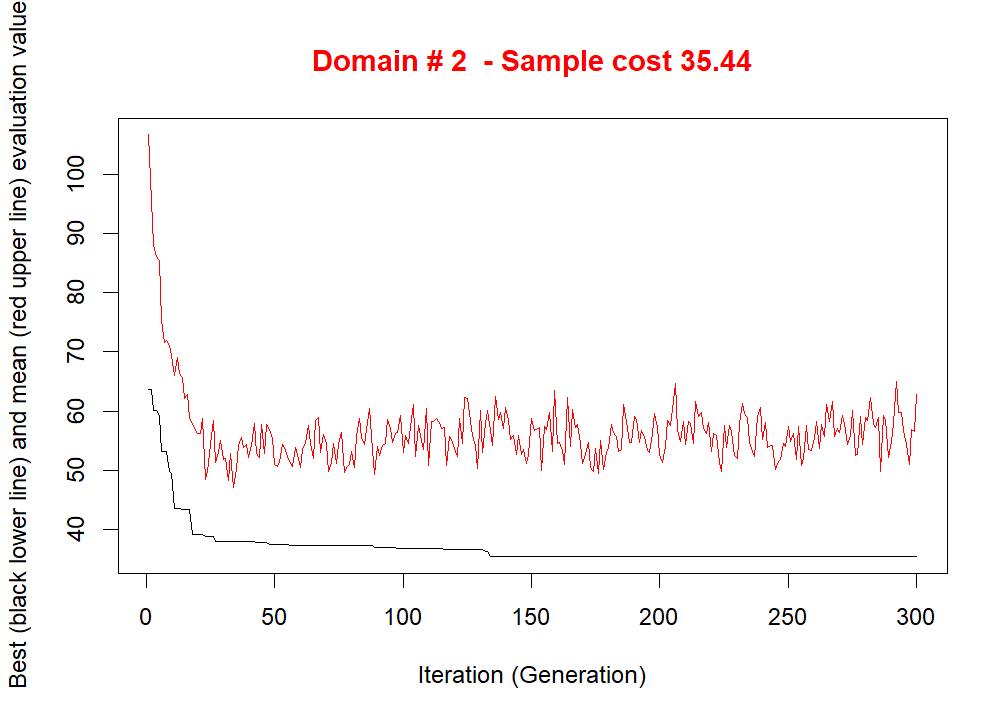 Domain # 2  - Sample cost 35.44
Best (black lower line) and mean (red upper line) evaluation value
100
90
80
70
60
50
40
0 50 100 150 200 250 300
Iteration (Generation)